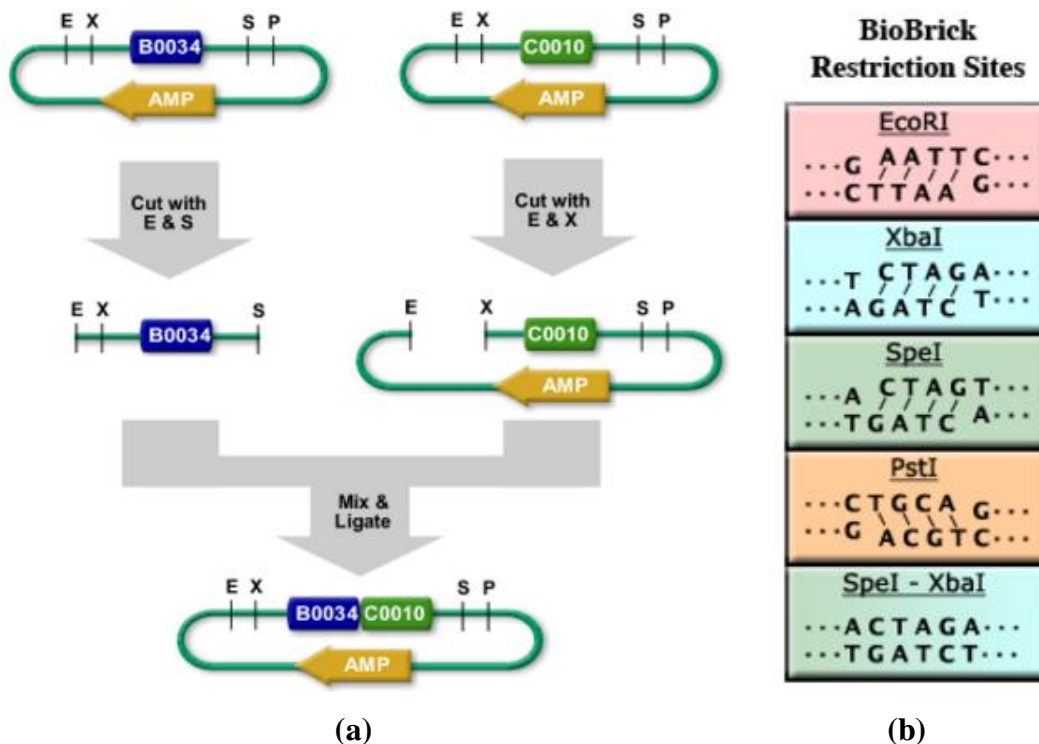 E X S P
B0034
AMP
E X S P
C0010
AMP
Cut with
E & S
Cut with
E & X
E X S
B0034
E X S P
C0010
AMP
Mix &
Ligate
E X S P
B0034 C0010
AMP
(a)
BioBrick
Restriction Sites
EcoRI
···G AATTC···
···CTTAA G···
XbaI
···T CTAGA···
···AGATC T···
SpeI
···A CTAGT···
···TGATC A···
PstI
···CTGCA G···
···G ACGTC···
SpeI - XbaI
···ACTAGA···
···TGATCT···
(b)